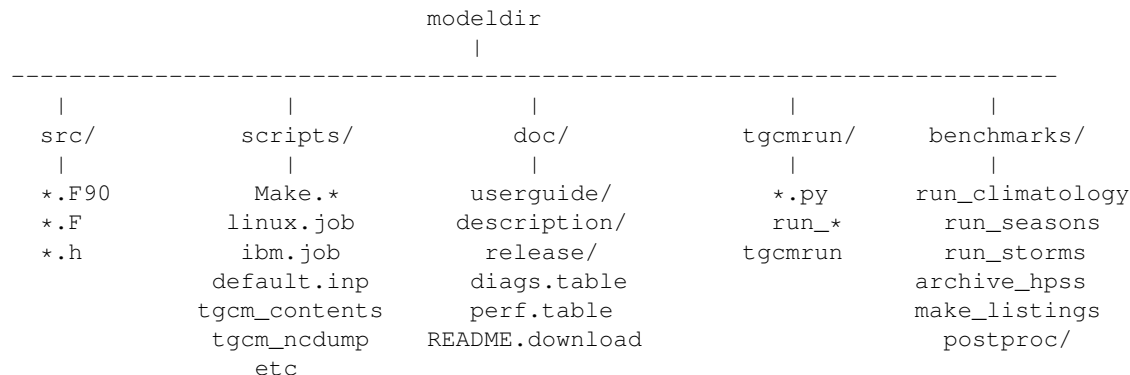 modeldir
|
-------------------------------------------------------------------------
| | | | |
src/ scripts/ doc/ tgcmrun/ benchmarks/
| | | | |
*.F90 Make.* userguide/ *.py run_climatology
*.F linux.job description/ run_* run_seasons
*.h ibm.job release/ tgcmrun run_storms
default.inp diags.table archive_hpss
tgcm_contents perf.table make_listings
tgcm_ncdump README.download postproc/
etc